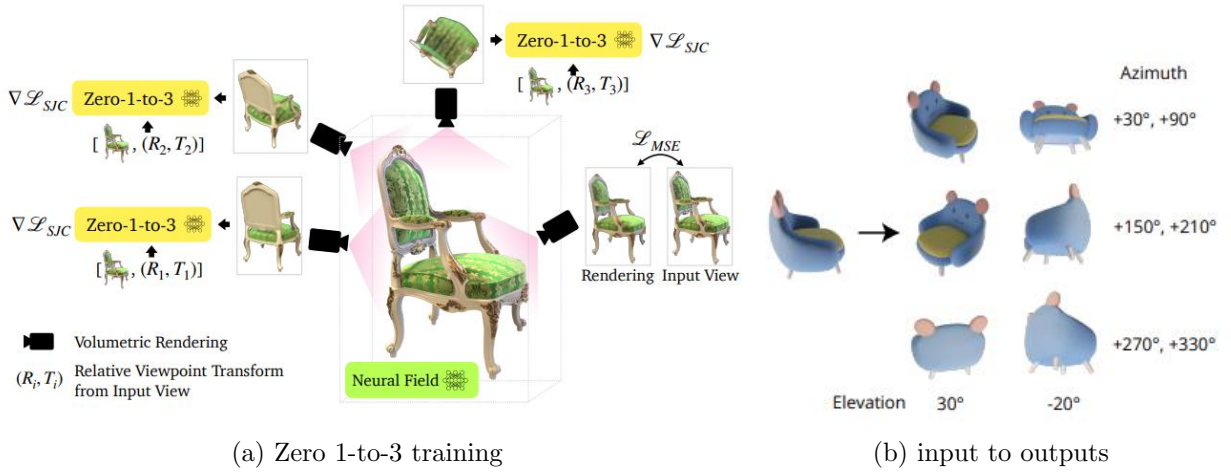 Zero-1-to-3
∇ℒ_SJC
[ , (R₃, T₃)]
∇ℒ_SJC
Zero-1-to-3
[ , (R₂, T₂)]
∇ℒ_SJC
Zero-1-to-3
[ , (R₁, T₁)]
ℒ_MSE
Rendering
Input View
Volumetric Rendering
(Rᵢ, Tᵢ)
Relative Viewpoint Transform
from Input View
Neural Field
(a) Zero 1-to-3 training
Azimuth
+30°, +90°
+150°, +210°
+270°, +330°
Elevation
30°
-20°
(b) input to outputs